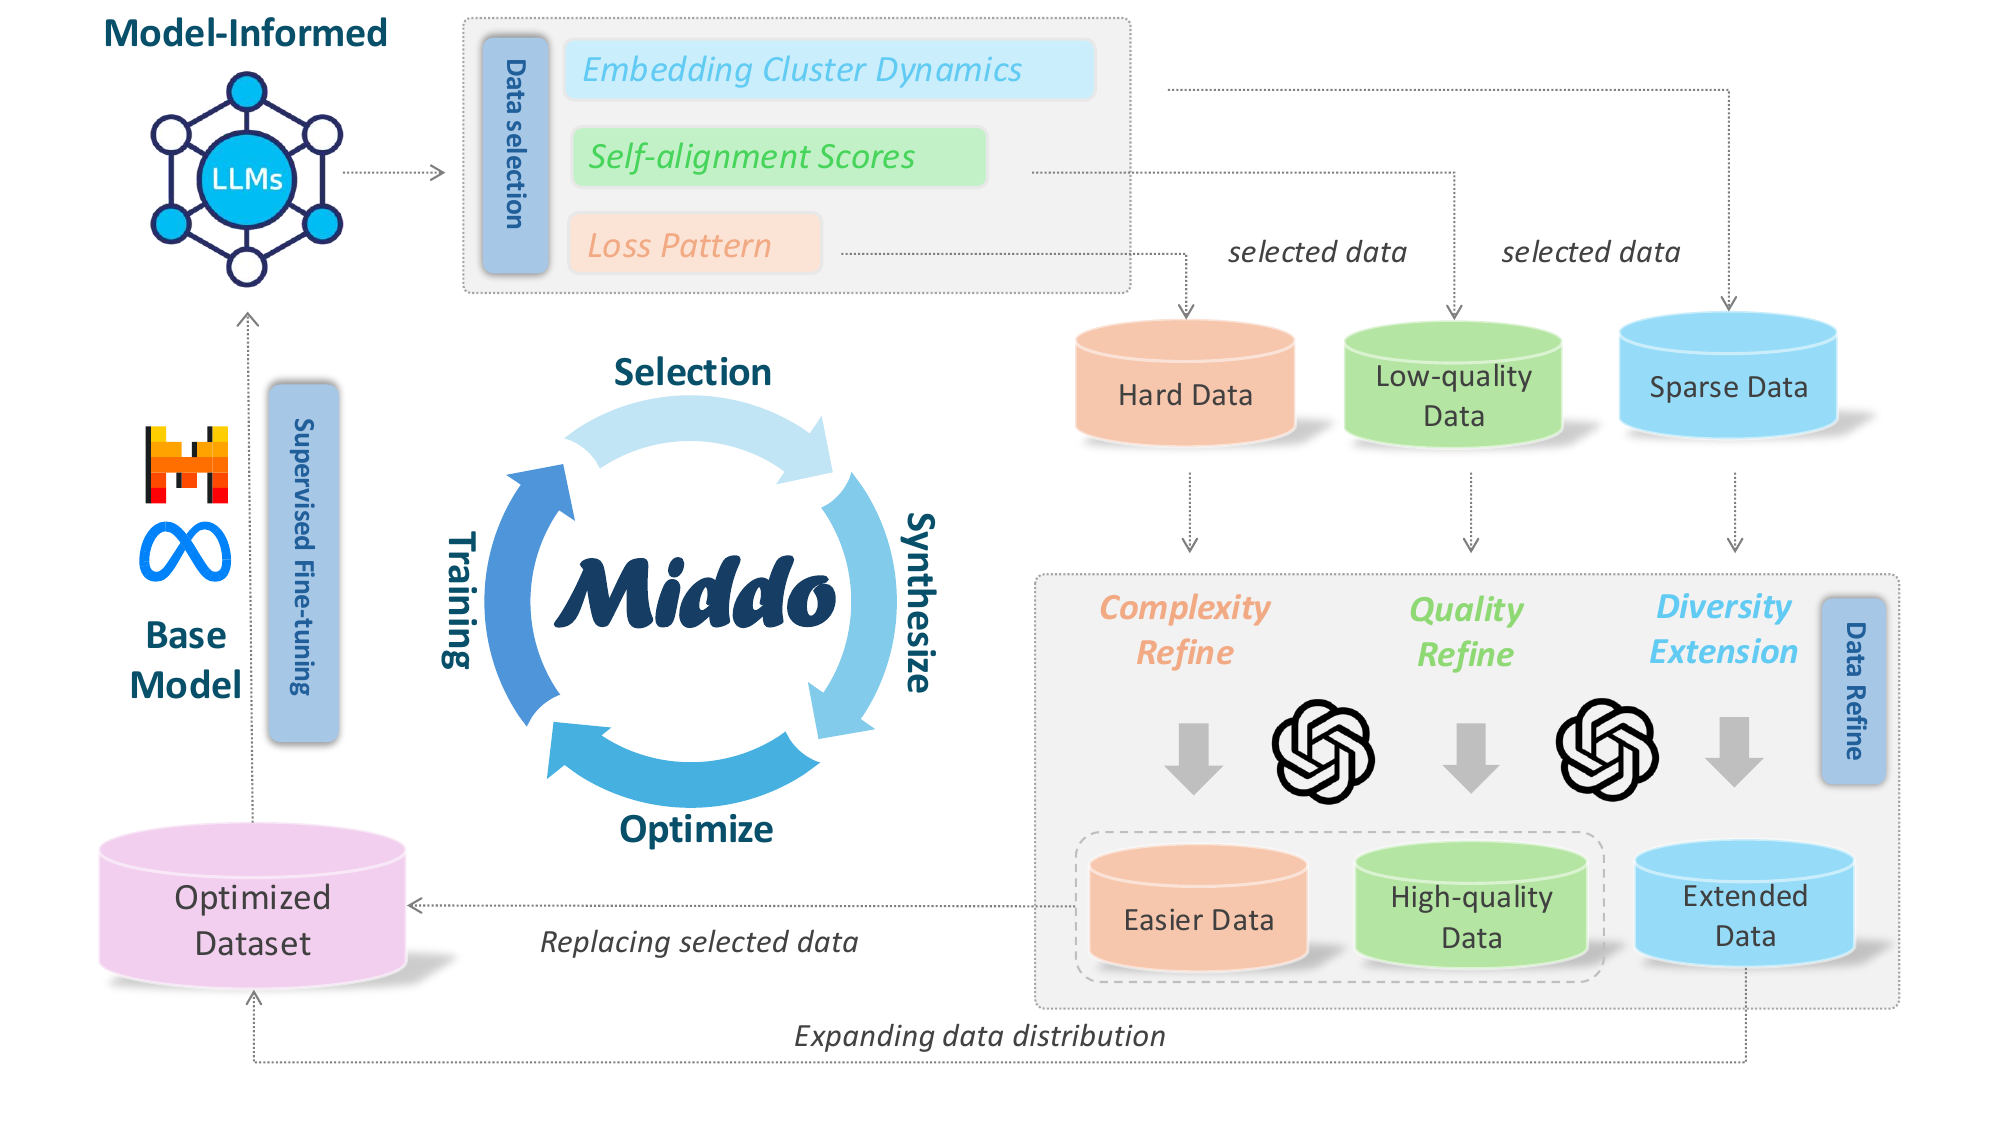 Model-Informed
LLMs
Data selection
Embedding Cluster Dynamics
Self-alignment Scores
Loss Pattern
selected data
selected data
Hard Data
Low-quality
Data
Sparse Data
Selection
Synthesize
Optimize
Training
Middo
Base
Model
Supervised Fine-tuning
Complexity
Refine
Quality
Refine
Diversity
Extension
Data Refine
Easier Data
High-quality
Data
Extended
Data
Optimized
Dataset
Replacing selected data
Expanding data distribution